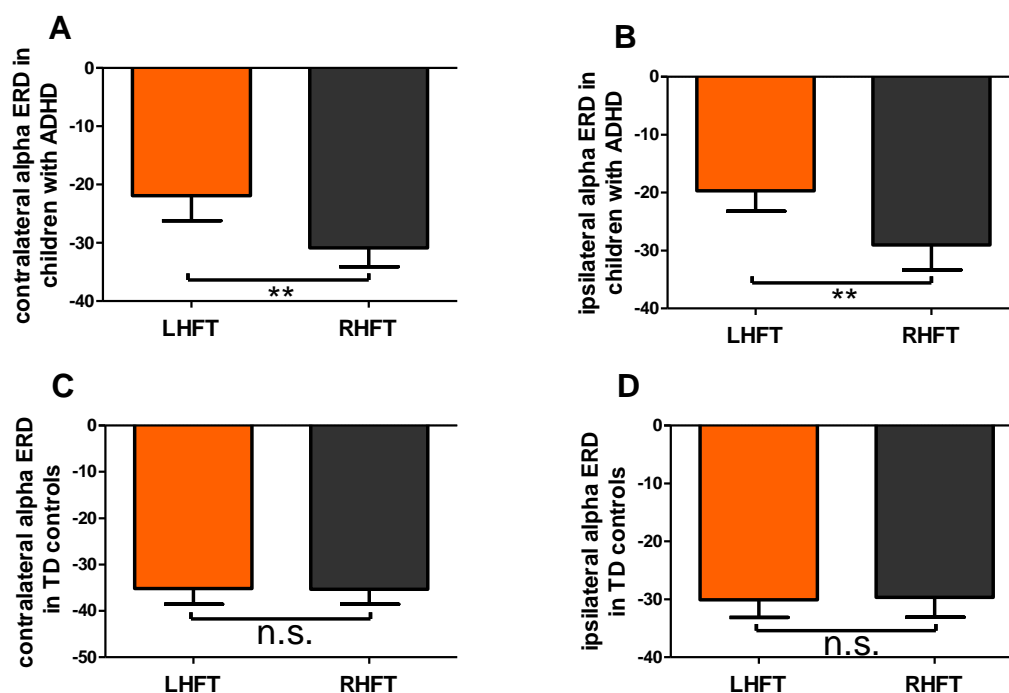 A
contralateral alpha ERD in
children with ADHD
0
-10
-20
-30
-40
**
LHFT
RHFT
B
ipsilateral alpha ERD in
children with ADHD
0
-10
-20
-30
-40
**
LHFT
RHFT
C
contralateral alpha ERD
in TD controls
0
-10
-20
-30
-40
-50
n.s.
LHFT
RHFT
D
ipsilateral alpha ERD
in TD controls
0
-10
-20
-30
-40
n.s.
LHFT
RHFT